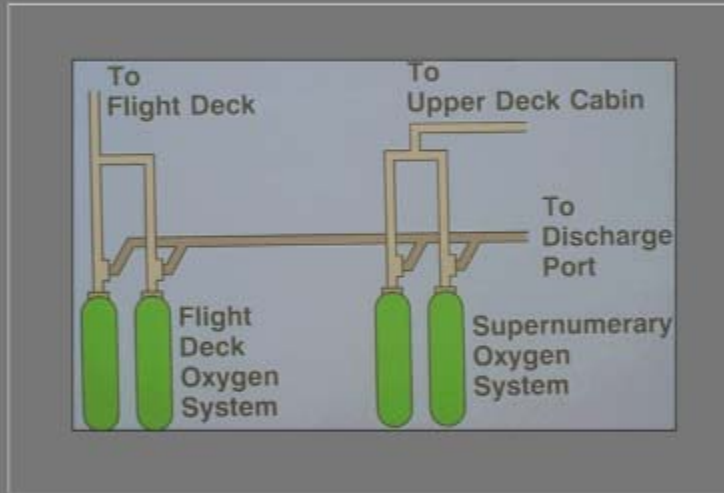 To
Flight Deck
To
Upper Deck Cabin
To
Discharge
Port
Flight
Deck
Oxygen
System
Supernumerary
Oxygen
System